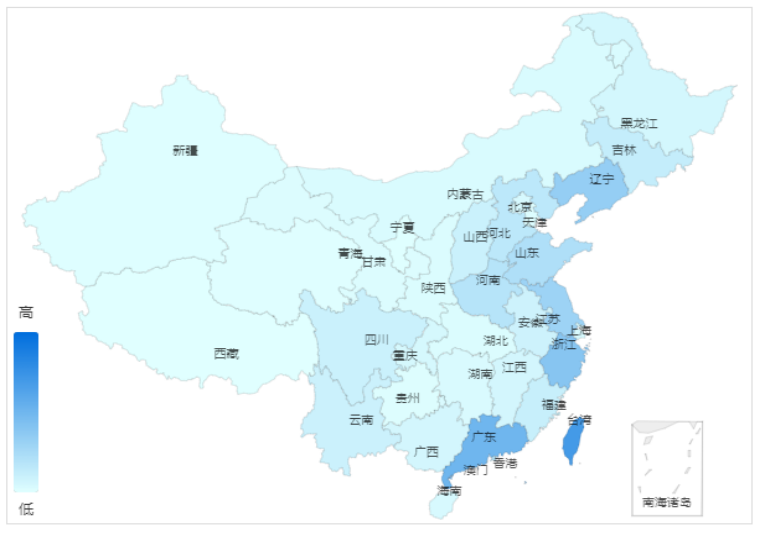 黑龙江
吉林
新疆
辽宁
内蒙古
北京
天津
宁夏
山西
河北
青海
甘肃
山东
河南
陕西
高
安徽
江苏
上海
四川
湖北
浙江
西藏
重庆
江西
湖南
贵州
福建
云南
台湾
广东
广西
香港
澳门
海南
南海诸岛
低